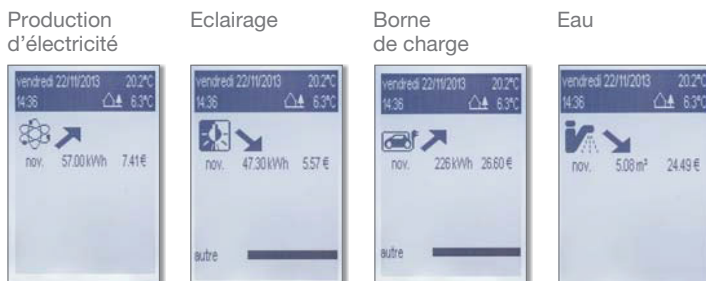 Production
d'électricité
vendredi 22/11/2013 20.2°C
14:36 6.3°C
nov. 57.00 kWh 7.41 €
Eclairage
vendredi 22/11/2013 20.2°C
14:36 6.3°C
nov. 47.30 kWh 5.57 €
autre
Borne
de charge
vendredi 22/11/2013 20.2°C
14:36 6.3°C
nov. 226 kWh 26.60 €
autre
Eau
vendredi 22/11/2013 20.2°C
14:36 6.3°C
nov. 5.08 m³ 24.49 €